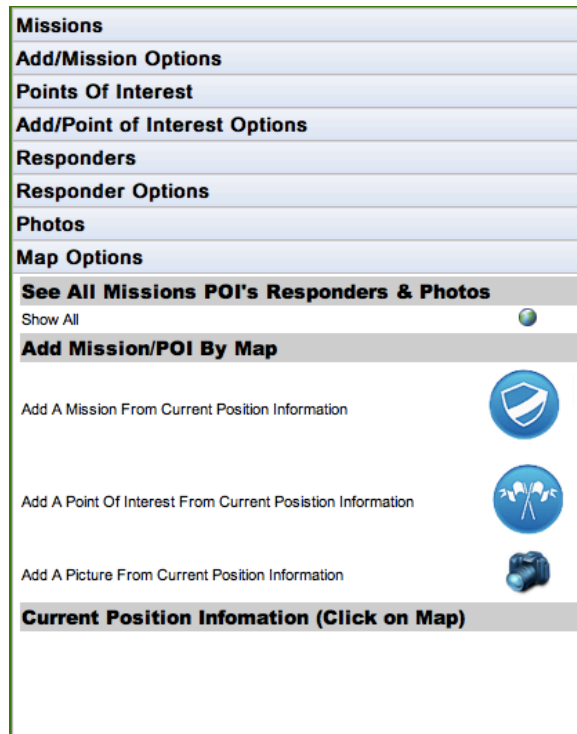 Missions
Add/Mission Options
Points Of Interest
Add/Point of Interest Options
Responders
Responder Options
Photos
Map Options
See All Missions POI's Responders & Photos
Show All
Add Mission/POI By Map
Add A Mission From Current Position Information
Add A Point Of Interest From Current Posistion Information
Add A Picture From Current Position Information
Current Position Infomation (Click on Map)